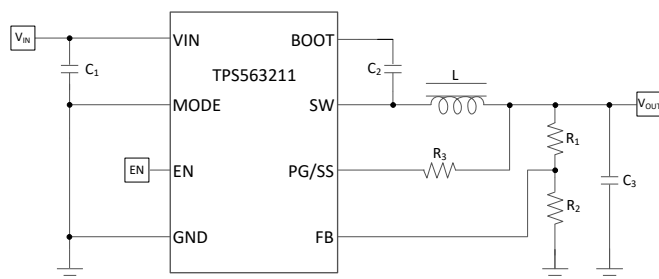 VIN
VIN
BOOT
C1
TPS563211
C2
L
MODE
SW
VOUT
R1
R3
EN
EN
PG/SS
C3
R2
GND
FB